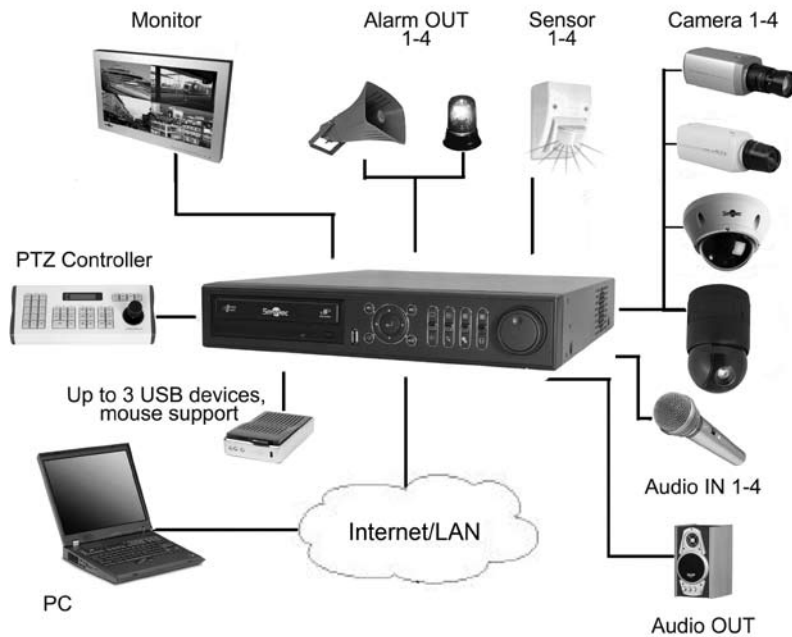 Monitor
Alarm OUT
1-4
Sensor
1-4
Camera 1-4
PTZ Controller
Up to 3 USB devices,
mouse support
Internet/LAN
PC
Audio IN 1-4
Audio OUT